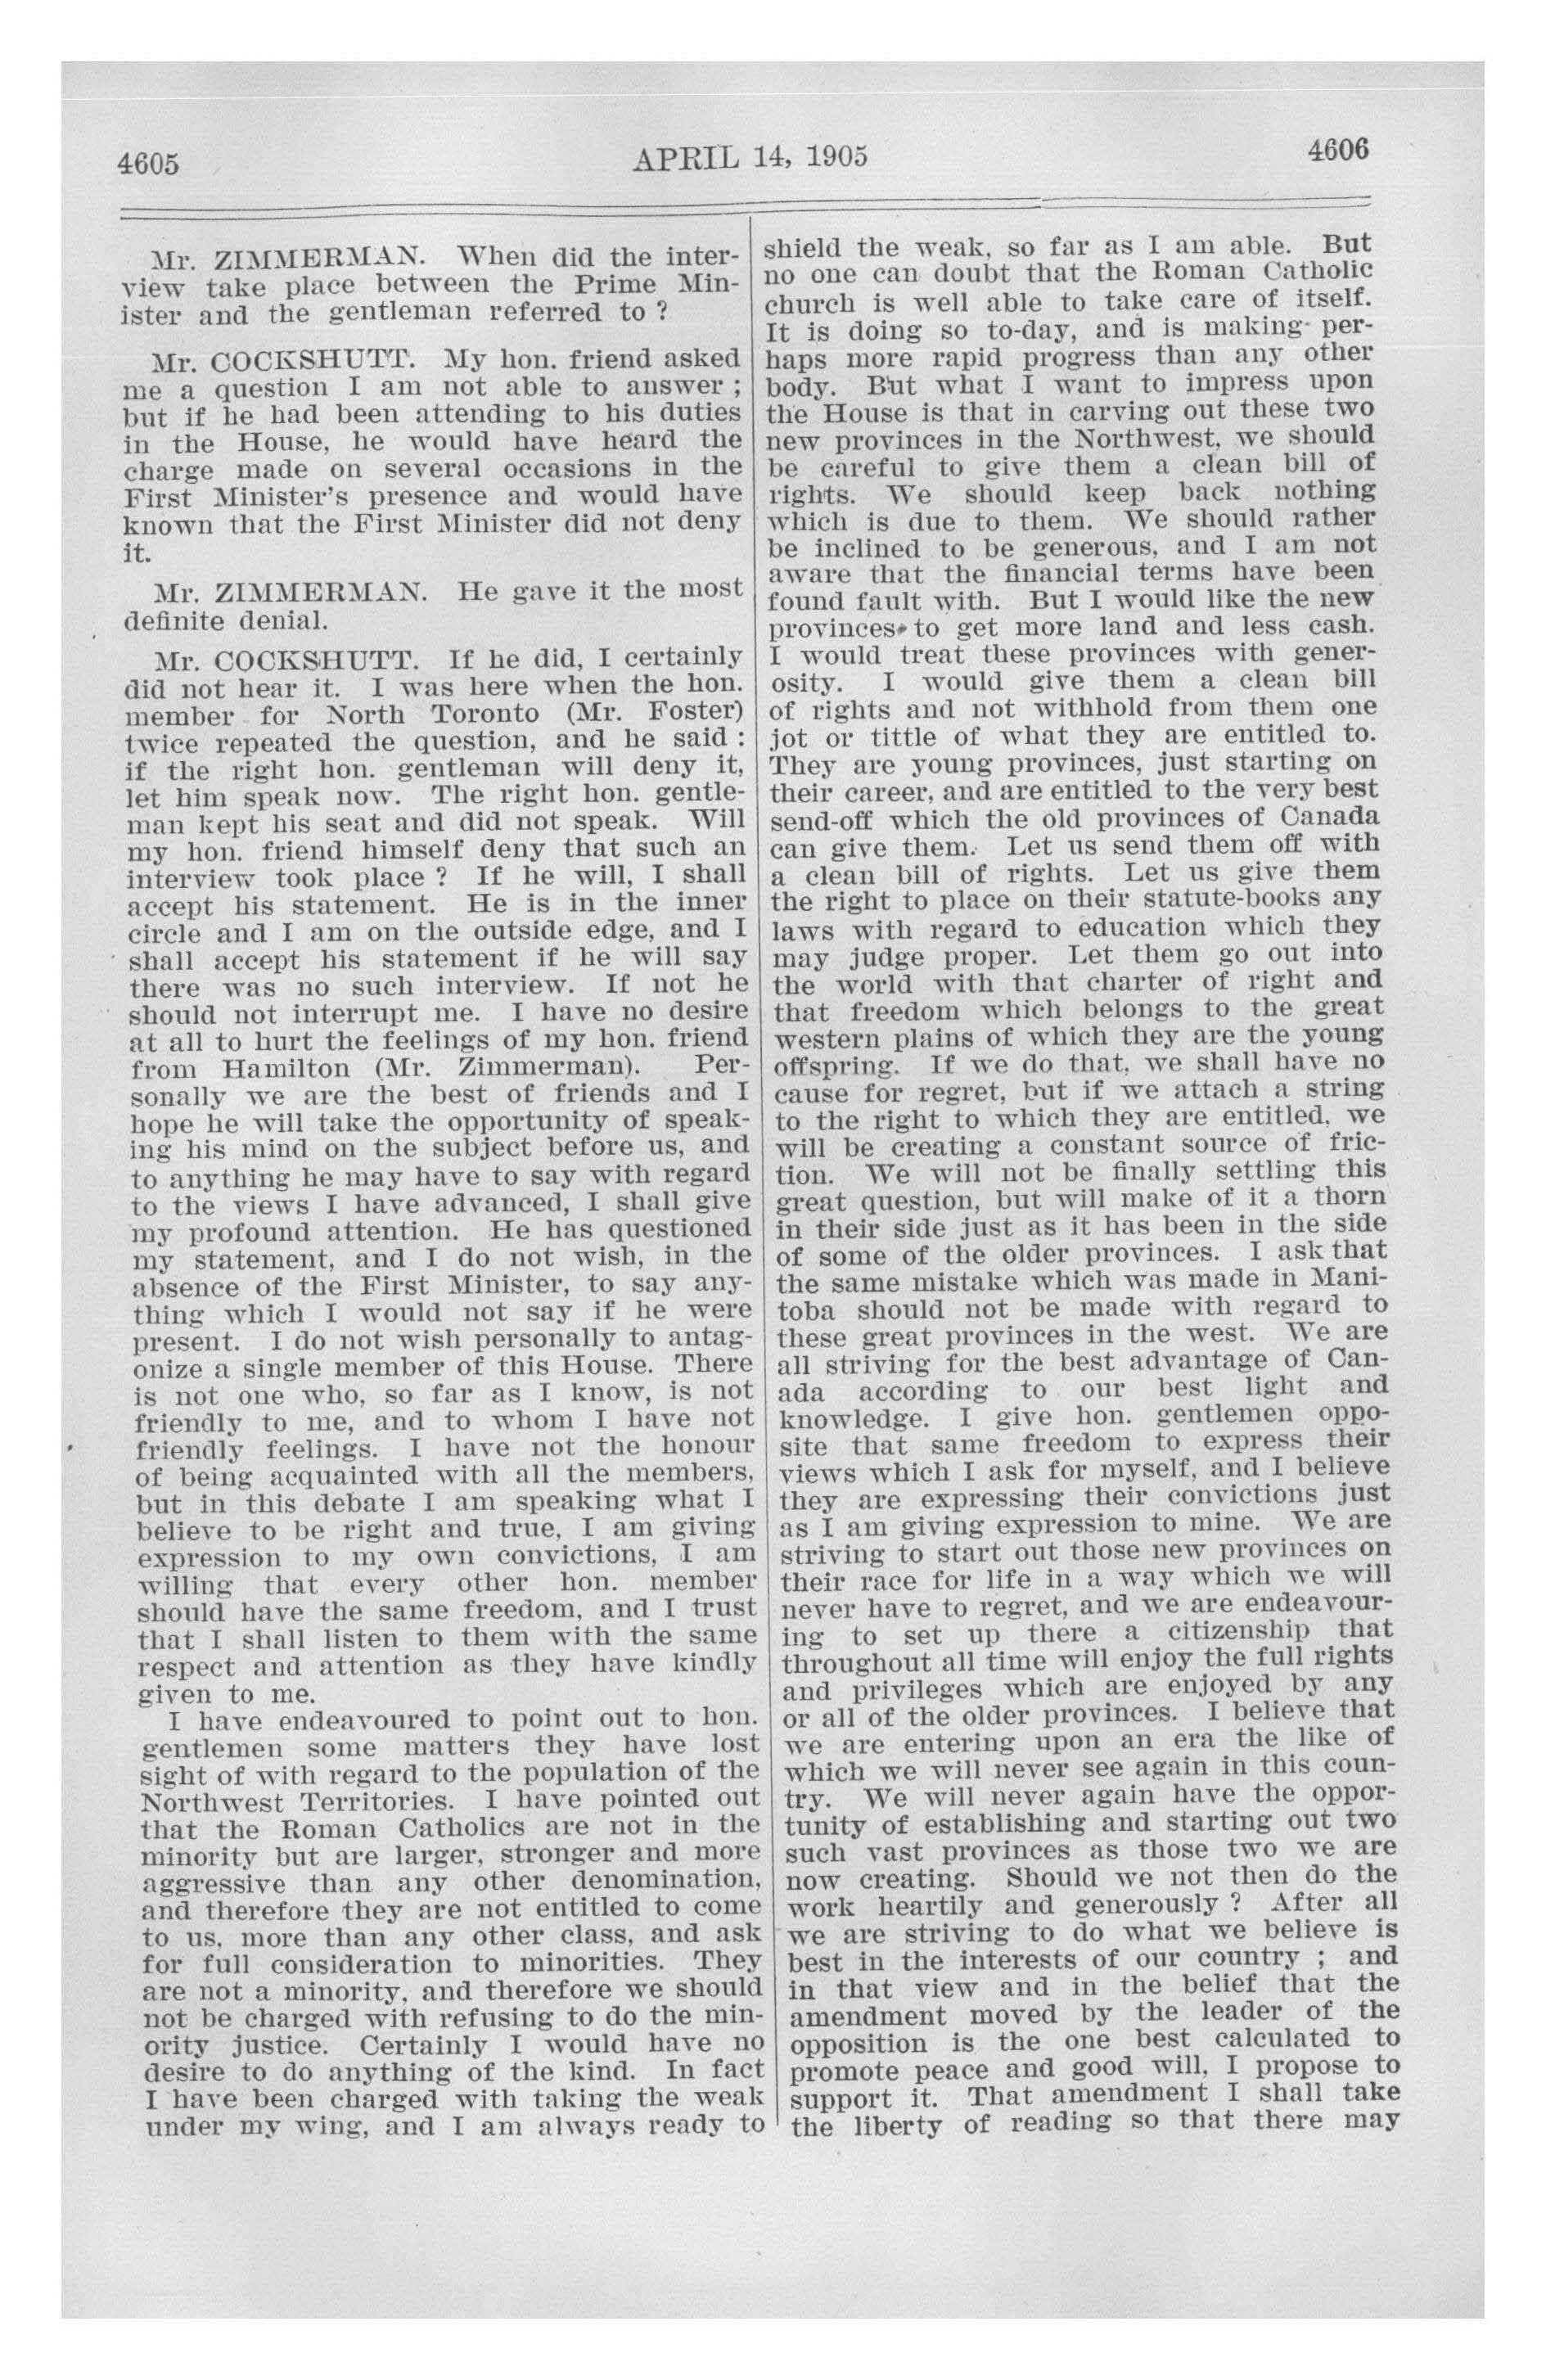 4605
APRIL 14, 1905
4606
Mr. ZIMMERMAN. When did the inter-
view take place between the Prime Min-
ister and the gentleman referred to ?
Mr. COCKSHUTT. My hon. friend asked
me a question I am not able to answer ;
but if he had been attending to his duties
in the House, he would have heard the
charge made on several occasions in the
First Minister's presence and would have
known that the First Minister did not deny
it.
Mr. ZIMMERMAN. He gave it the most
definite denial.
Mr. COCKSHUTT. If he did, I certainly
did not hear it. I was here when the hon.
member for North Toronto (Mr. Foster)
twice repeated the question, and he said :
if the right hon. gentleman will deny it,
let him speak now. The right hon. gentle-
man kept his seat and did not speak. Will
my hon. friend himself deny that such an
interview took place ? If he will, I shall
accept his statement. He is in the inner
circle and I am on the outside edge, and I
shall accept his statement if he will say
there was no such interview. If not he
should not interrupt me. I have no desire
at all to hurt the feelings of my hon. friend
from Hamilton (Mr. Zimmerman). Per-
sonally we are the best of friends and I
hope he will take the opportunity of speak-
ing his mind on the subject before us, and
to anything he may have to say with regard
to the views I have advanced, I shall give
my profound attention. He has questioned
my statement, and I do not wish, in the
absence of the First Minister, to say any-
thing which I would not say if he were
present. I do not wish personally to antag-
onize a single member of this House. There
is not one who, so far as I know, is not
friendly to me, and to whom I have not
friendly feelings. I have not the honour
of being acquainted with all the members,
but in this debate I am speaking what I
believe to be right and true, I am giving
expression to my own convictions, I am
willing that every other hon. member
should have the same freedom, and I trust
that I shall listen to them with the same
respect and attention as they have kindly
given to me.
I have endeavoured to point out to hon.
gentlemen some matters they have lost
sight of with regard to the population of the
Northwest Territories. I have pointed out
that the Roman Catholics are not in the
minority but are larger, stronger and more
aggressive than any other denomination,
and therefore they are not entitled to come
to us, more than any other class, and ask
for full consideration to minorities. They
are not a minority, and therefore we should
not be charged with refusing to do the min-
ority justice. Certainly I would have no
desire to do anything of the kind. In fact
I have been charged with taking the weak
under my wing, and I am always ready to
shield the weak, so far as I am able. But
no one can doubt that the Roman Catholic
church is well able to take care of itself.
It is doing so to-day, and is making per-
haps more rapid progress than any other
body. But what I want to impress upon
the House is that in carving out these two
new provinces in the Northwest, we should
be careful to give them a clean bill of
rights. We should keep back nothing
which is due to them. We should rather
be inclined to be generous, and I am not
aware that the financial terms have been
found fault with. But I would like the new
provinces to get more land and less cash.
I would treat these provinces with gener-
osity. I would give them a clean bill
of rights and not withhold from them one
jot or tittle of what they are entitled to.
They are young provinces, just starting on
their career, and are entitled to the very best
send-off which the old provinces of Canada
can give them. Let us send them off with
a clean bill of rights. Let us give them
the right to place on their statute-books any
laws with regard to education which they
may judge proper. Let them go out into
the world with that charter of right and
that freedom which belongs to the great
western plains of which they are the young
offspring. If we do that, we shall have no
cause for regret, but if we attach a string
to the right to which they are entitled, we
will be creating a constant source of fric-
tion. We will not be finally settling this
great question, but will make of it a thorn
in their side just as it has been in the side
of some of the older provinces. I ask that
the same mistake which was made in Mani-
toba should not be made with regard to
these great provinces in the west. We are
all striving for the best advantage of Can-
ada according to our best light and
knowledge. I give hon. gentlemen oppo-
site that same freedom to express their
views which I ask for myself, and I believe
they are expressing their convictions just
as I am giving expression to mine. We are
striving to start out those new provinces on
their race for life in a way which we will
never have to regret, and we are endeavour-
ing to set up there a citizenship that
throughout all time will enjoy the full rights
and privileges which are enjoyed by any
or all of the older provinces. I believe that
we are entering upon an era the like of
which we will never see again in this coun-
try. We will never again have the oppor-
tunity of establishing and starting out two
such vast provinces as those two we are
now creating. Should we not then do the
work heartily and generously ? After all
we are striving to do what we believe is
best in the interests of our country ; and
in that view and in the belief that the
amendment moved by the leader of the
opposition is the one best calculated to
promote peace and good will, I propose to
support it. That amendment I shall take
the liberty of reading so that there may